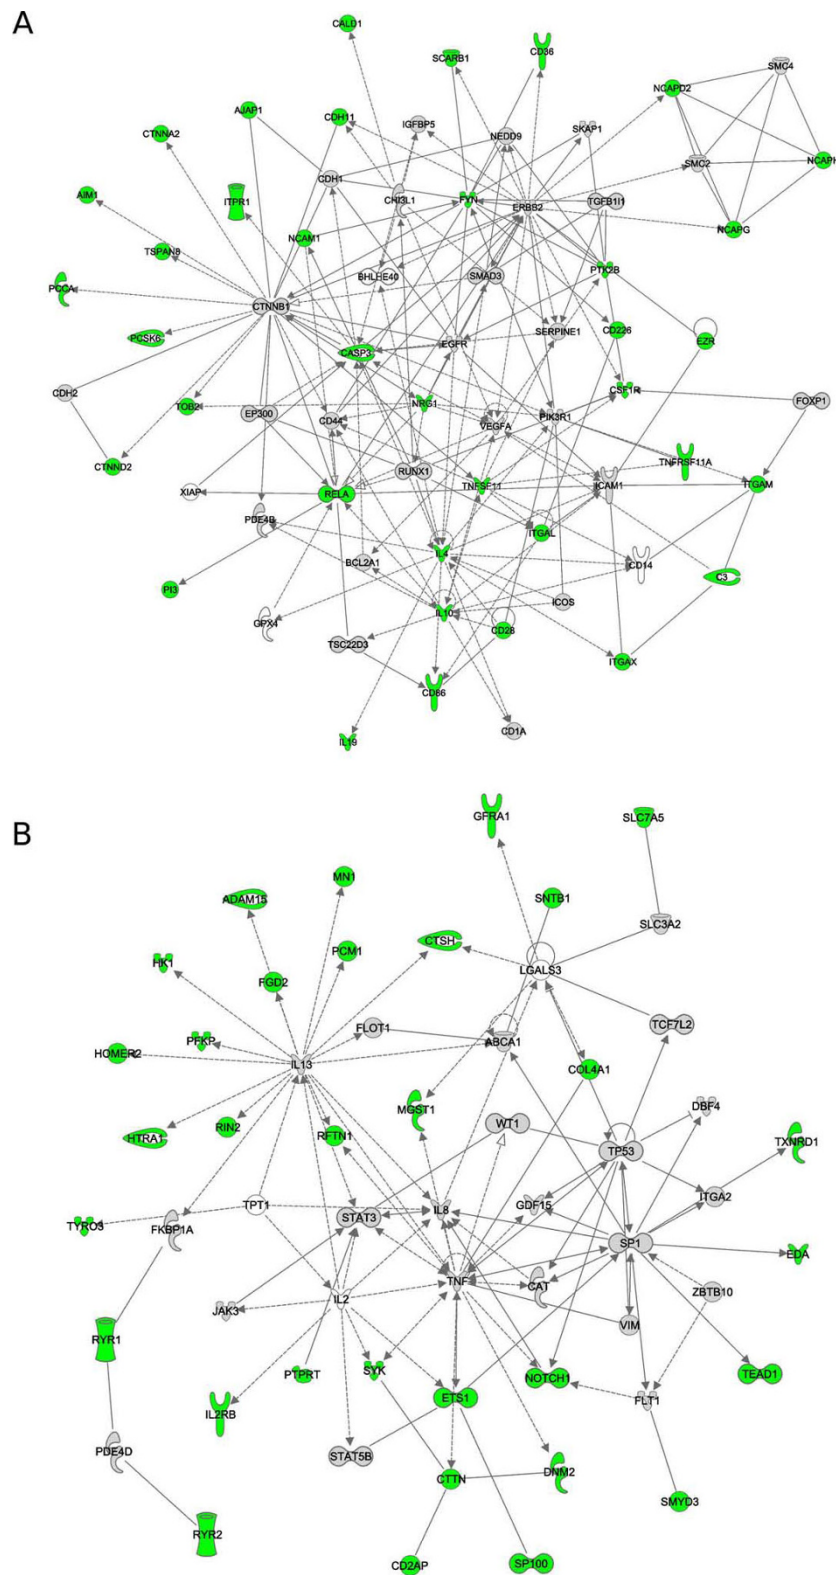 A
CALD1
SCARB1
CD36
SMC4
NCAPD2
AJAP1
CTNNA2
CDH11
IGFBP5
NEDD9
SKAP1
SMC2
NCAPH
CDH1
AIM1
ITPR1
CHI3L1
FYN
ERBB2
TGFB1I1
NCAPG
NCAM1
TSPAN8
BHLHE40
SMAD3
PTK2B
PCCA
CTNNB1
SERPINE1
CD226
EZR
PCSK6
CASP3
EGFR
CDH2
TOB2
EP300
CD44
NRG1
VEGFA
PIK3R1
CSF1R
FOXP1
CTNND2
RUNX1
TNFRSF11A
XIAP
RELA
TNFSF11
ICAM1
ITGAM
PDE4B
ITGAL
IL4
BCL2A1
CD14
C3
PI3
GPX4
IL10
ICOS
CD28
TSC22D3
ITGAX
CD86
IL19
CD1A
B
GFRA1
SLC7A5
MN1
ADAM15
SNTB1
SLC3A2
CTSH
PCM1
HK1
FGD2
LGALS3
FLOT1
TCF7L2
PFKP
ABCA1
HOMER2
IL13
COL4A1
MGST1
DBF4
HTRA1
RIN2
RFTN1
WT1
TXNRD1
TP53
TPT1
IL8
GDF15
ITGA2
TYRO3
FKBP1A
STAT3
SP1
EDA
TNF
CAT
JAK3
IL2
ZBTB10
VIM
RYR1
PTPRT
SYK
NOTCH1
TEAD1
IL2RB
ETS1
FLT1
PDE4D
STAT5B
CTTN
DNM2
SMYD3
RYR2
CD2AP
SP100